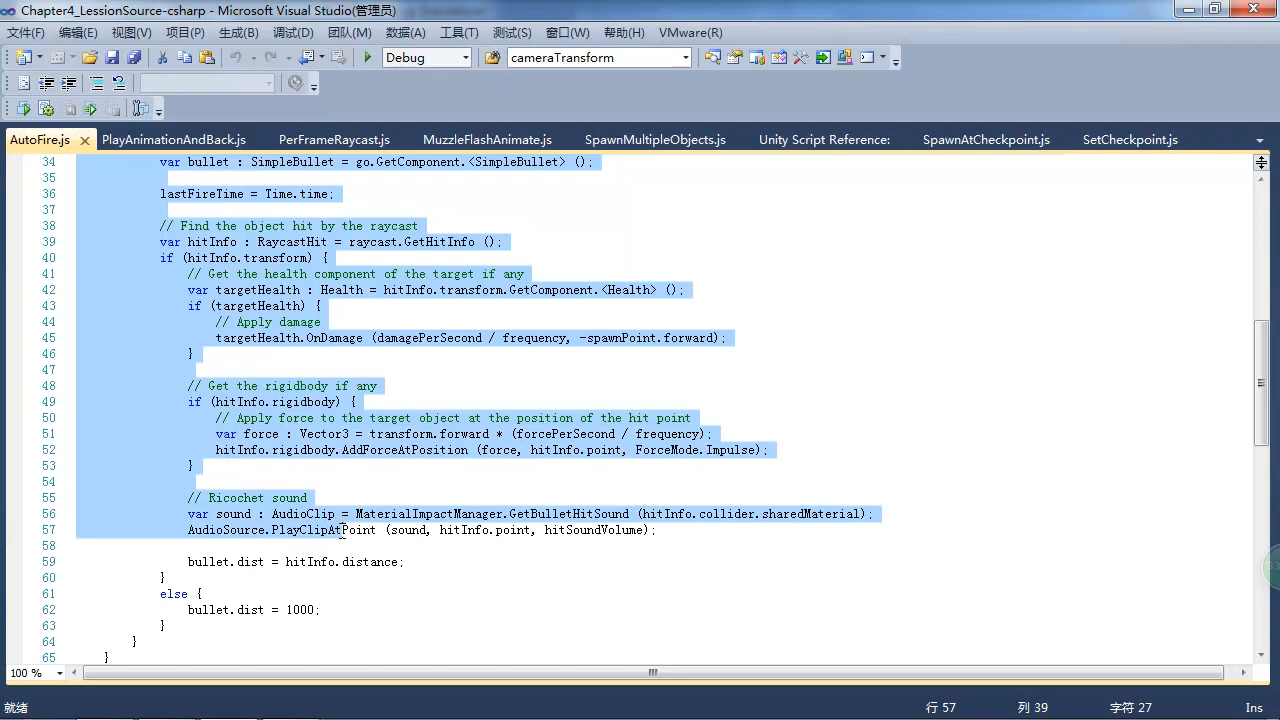 Chapter4_LessionSource-csharp - Microsoft Visual Studio(管理员)
文件(F) 编辑(E) 视图(V) 项目(P) 生成(B) 调试(D) 团队(M) 数据(A) 工具(T) 测试(S) 窗口(W) 帮助(H) VMware(R)
Debug cameraTransform
AutoFire.js PlayAnimationAndBack.js PerFrameRaycast.js MuzzleFlashAnimate.js SpawnMultipleObjects.js Unity Script Reference: SpawnAtCheckpoint.js SetCheckpoint.js
34 var bullet : SimpleBullet = go.GetComponent.<SimpleBullet> ();
35
36 lastFireTime = Time.time;
37
38 // Find the object hit by the raycast
39 var hitInfo : RaycastHit = raycast.GetHitInfo ();
40 if (hitInfo.transform) {
41 // Get the health component of the target if any
42 var targetHealth : Health = hitInfo.transform.GetComponent.<Health> ();
43 if (targetHealth) {
44 // Apply damage
45 targetHealth.OnDamage (damagePerSecond / frequency, -spawnPoint.forward);
46 }
47
48 // Get the rigidbody if any
49 if (hitInfo.rigidbody) {
50 // Apply force to the target object at the position of the hit point
51 var force : Vector3 = transform.forward * (forcePerSecond / frequency);
52 hitInfo.rigidbody.AddForceAtPosition (force, hitInfo.point, ForceMode.Impulse);
53 }
54
55 // Ricochet sound
56 var sound : AudioClip = MaterialImpactManager.GetBulletHitSound (hitInfo.collider.sharedMaterial);
57 AudioSource.PlayClipAtPoint (sound, hitInfo.point, hitSoundVolume);
58
59 bullet.dist = hitInfo.distance;
60 }
61 else {
62 bullet.dist = 1000;
63 }
64 }
65 }
100 %
就绪 行 57 列 39 字符 27 Ins